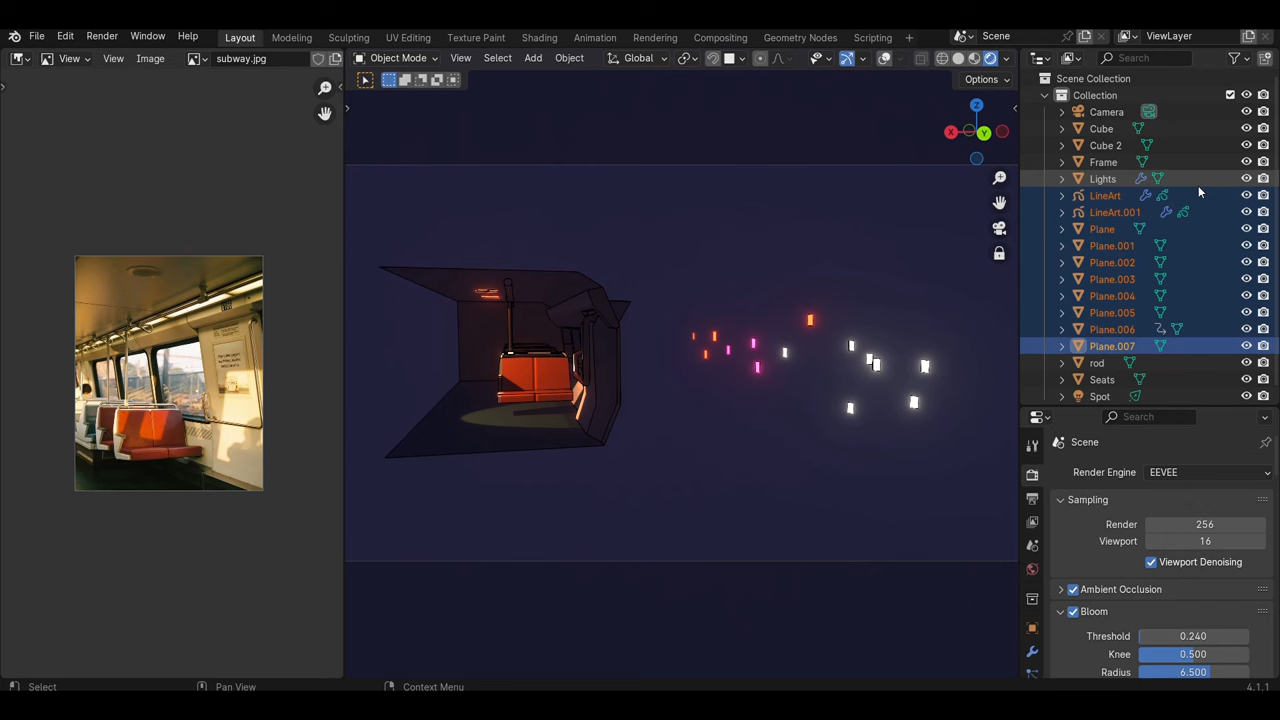 File Edit Render Window Help Layout Modeling Sculpting UV Editing Texture Paint Shading Animation Rendering Compositing Geometry Nodes Scripting Scene ViewLayer
View View Image subway.jpg Object Mode View Select Add Object Global Search
Options
Scene Collection
Collection
Camera
Cube
Cube 2
Frame
Lights
LineArt
LineArt.001
Plane
Plane.001
Plane.002
Plane.003
Plane.004
Plane.005
Plane.006
Plane.007
rod
Seats
Spot
X Y Z
Search
Scene
Render Engine EEVEE
Sampling
Render 256
Viewport 16
Viewport Denoising
Ambient Occlusion
Bloom
Threshold 0.240
Knee 0.500
Radius 6.500
Select Pan View Context Menu 4.1.1